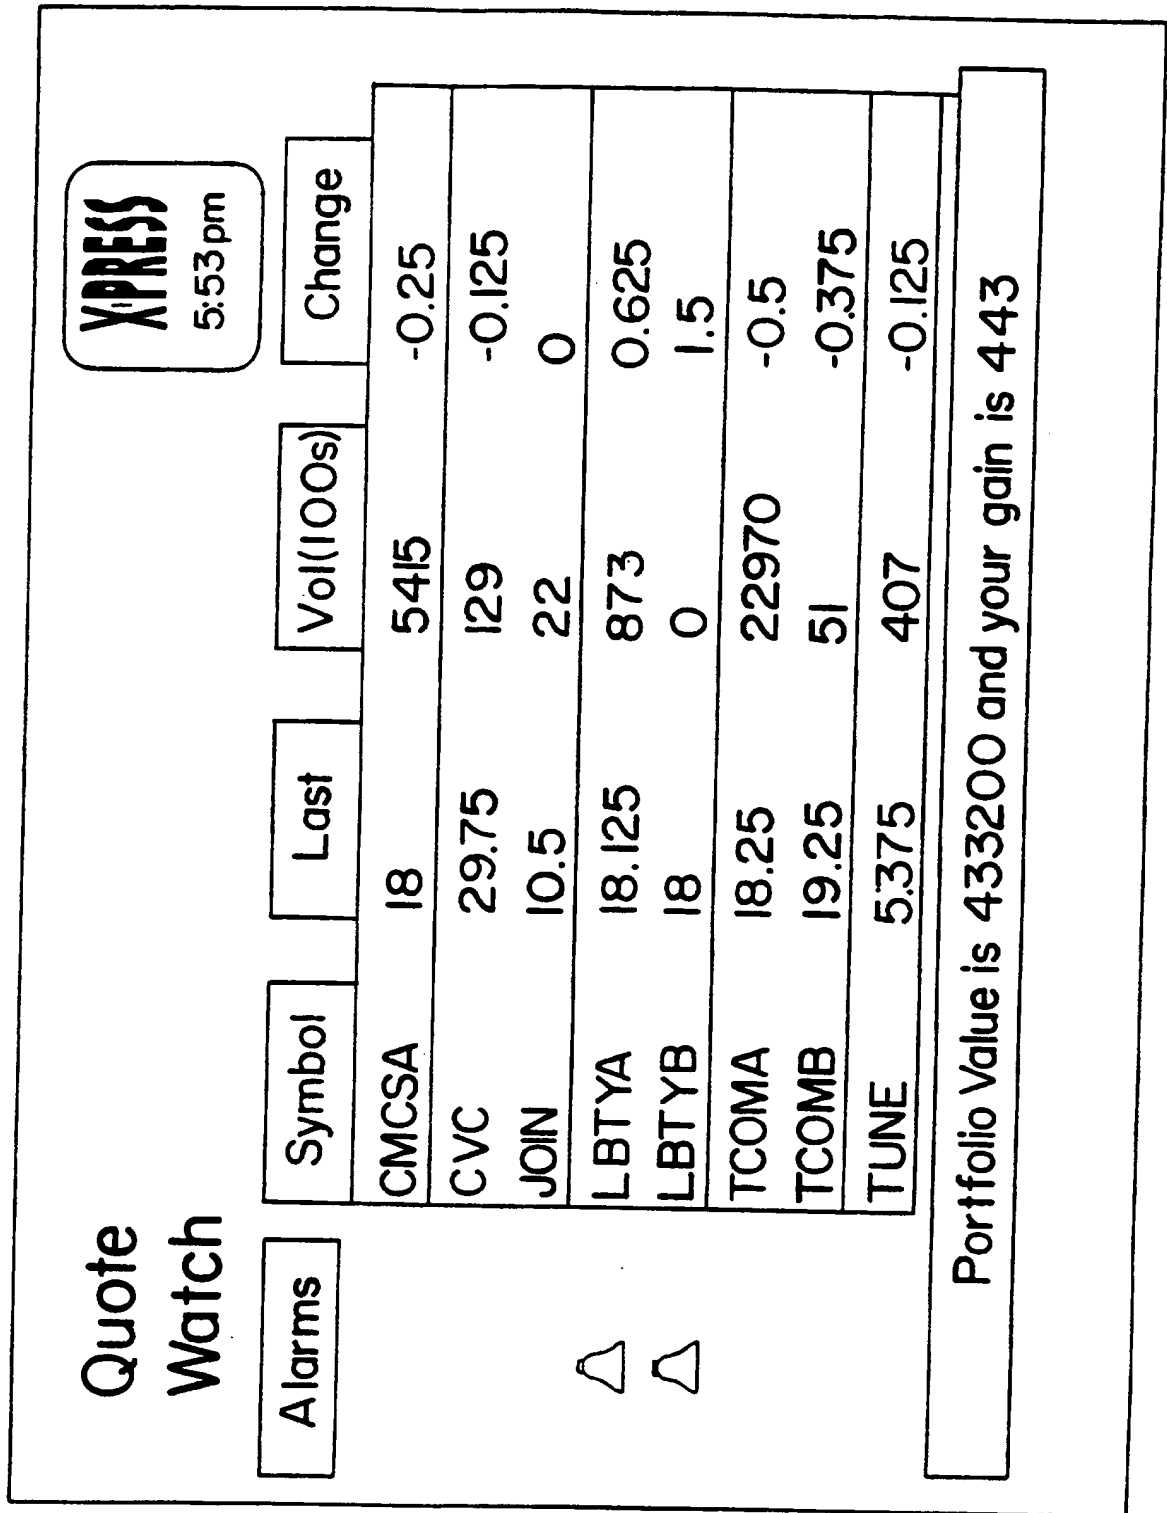 Quote
Watch
X·PRESS
5:53pm
Alarms Symbol Last Vol(100s) Change
CMCSA 18 5415 -0.25
CVC 29.75 129 -0.125
JOIN 10.5 22 0
LBTYA 18.125 873 0.625
LBTYB 18 0 1.5
TCOMA 18.25 22970 -0.5
TCOMB 19.25 51 -0.375
TUNE 5.375 407 -0.125
Portfolio Value is 433200 and your gain is 443